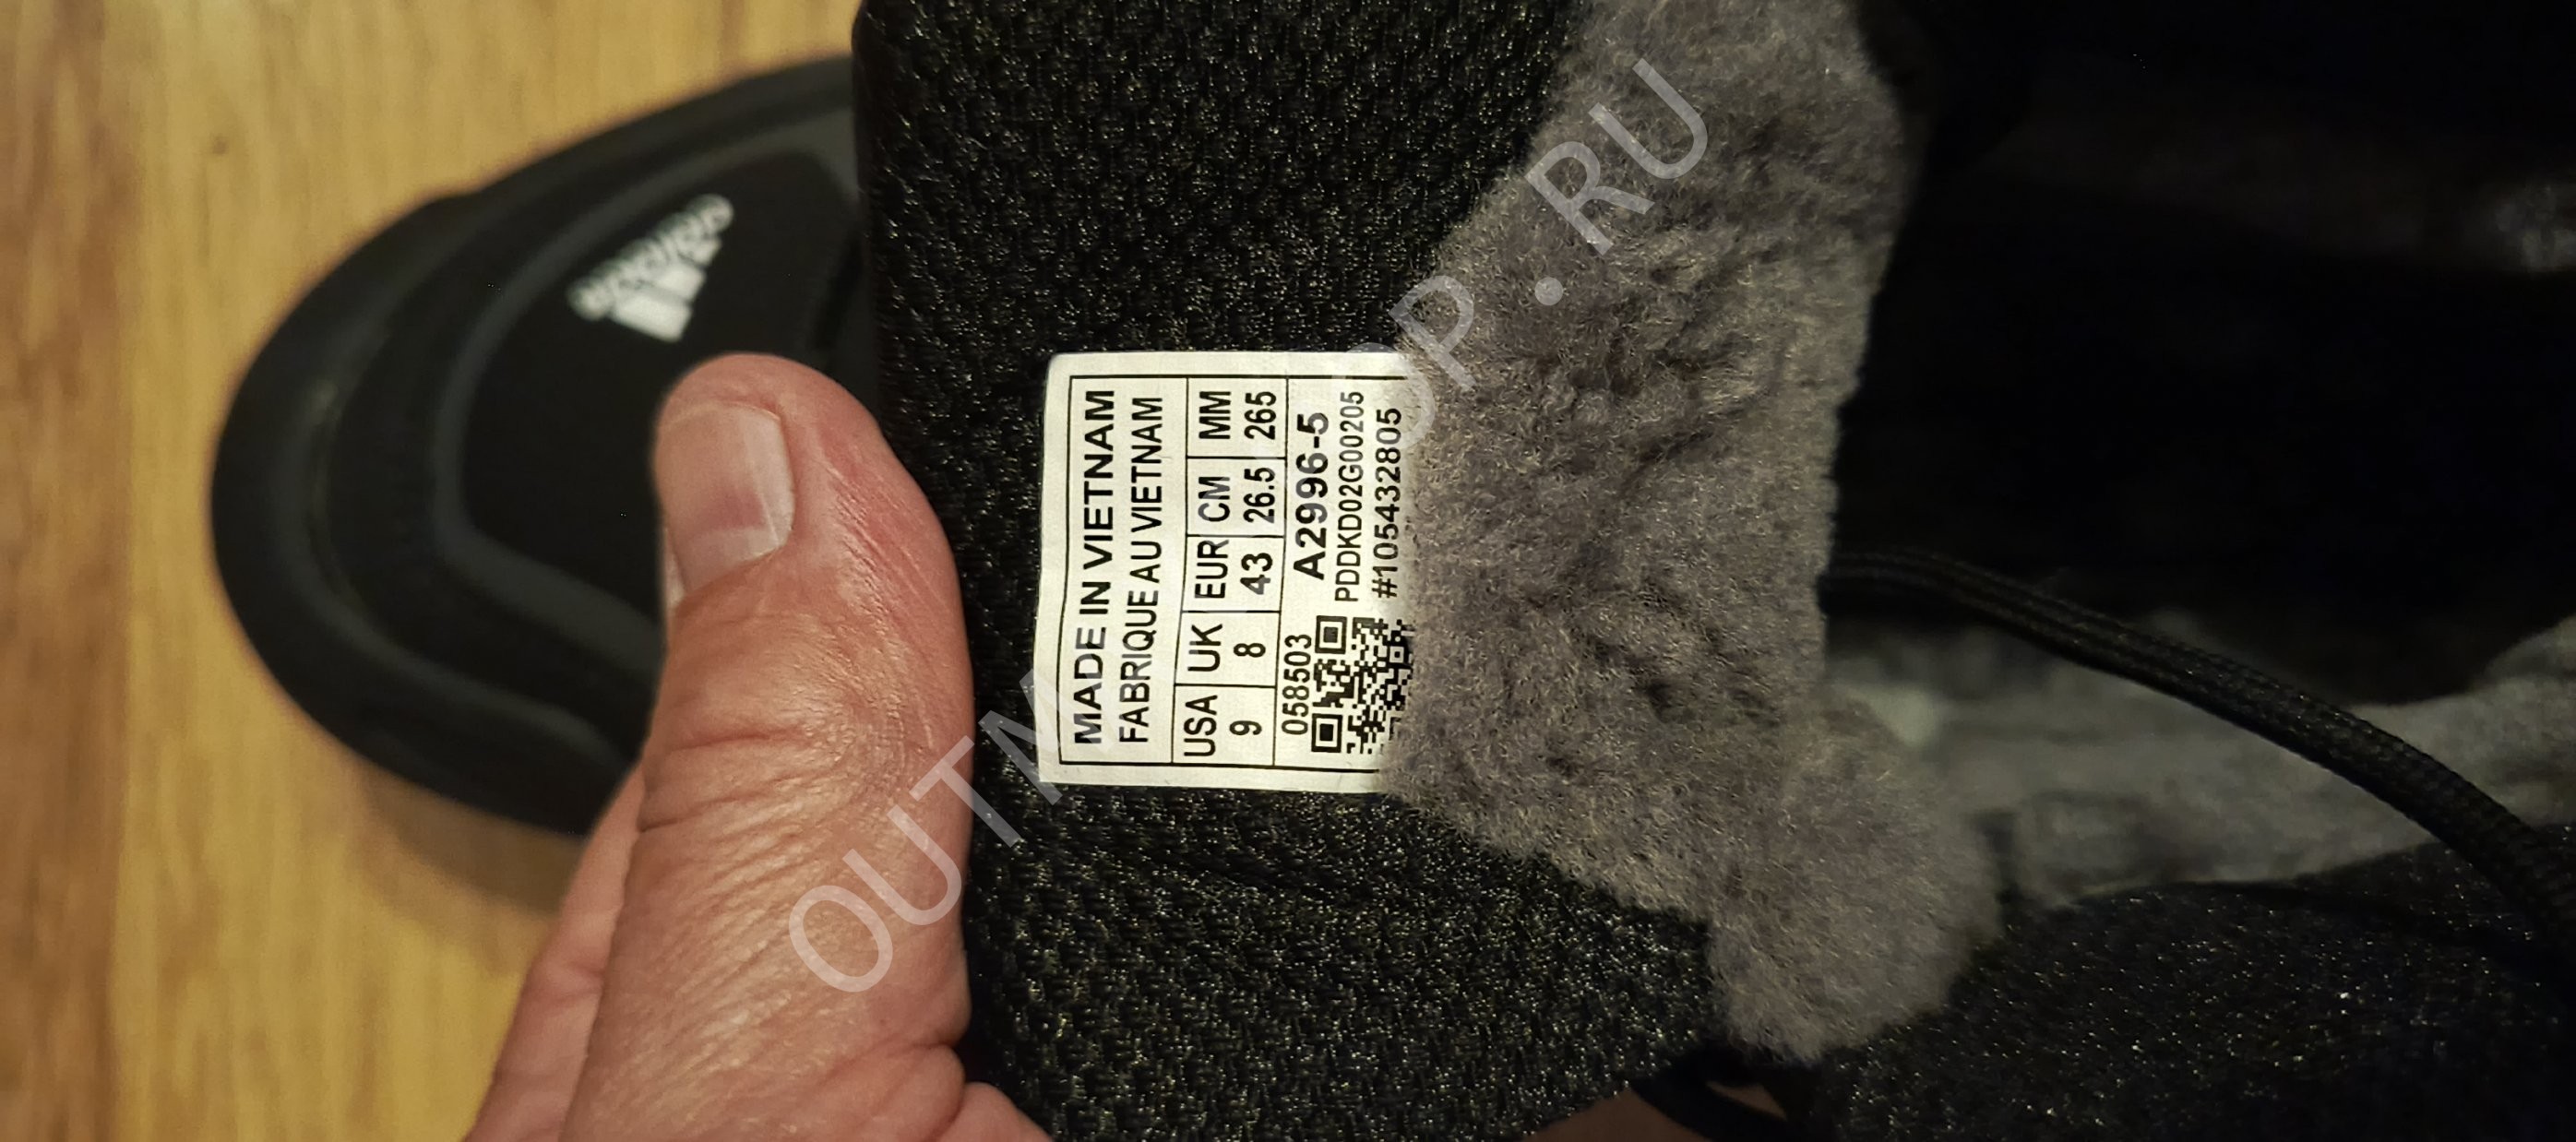 MADE IN VIETNAM
FABRIQUE AU VIETNAM
USA UK EUR CM MM
9 8 43 26.5 265
058503 A2996-5
PDDKD02G00205
#105432805